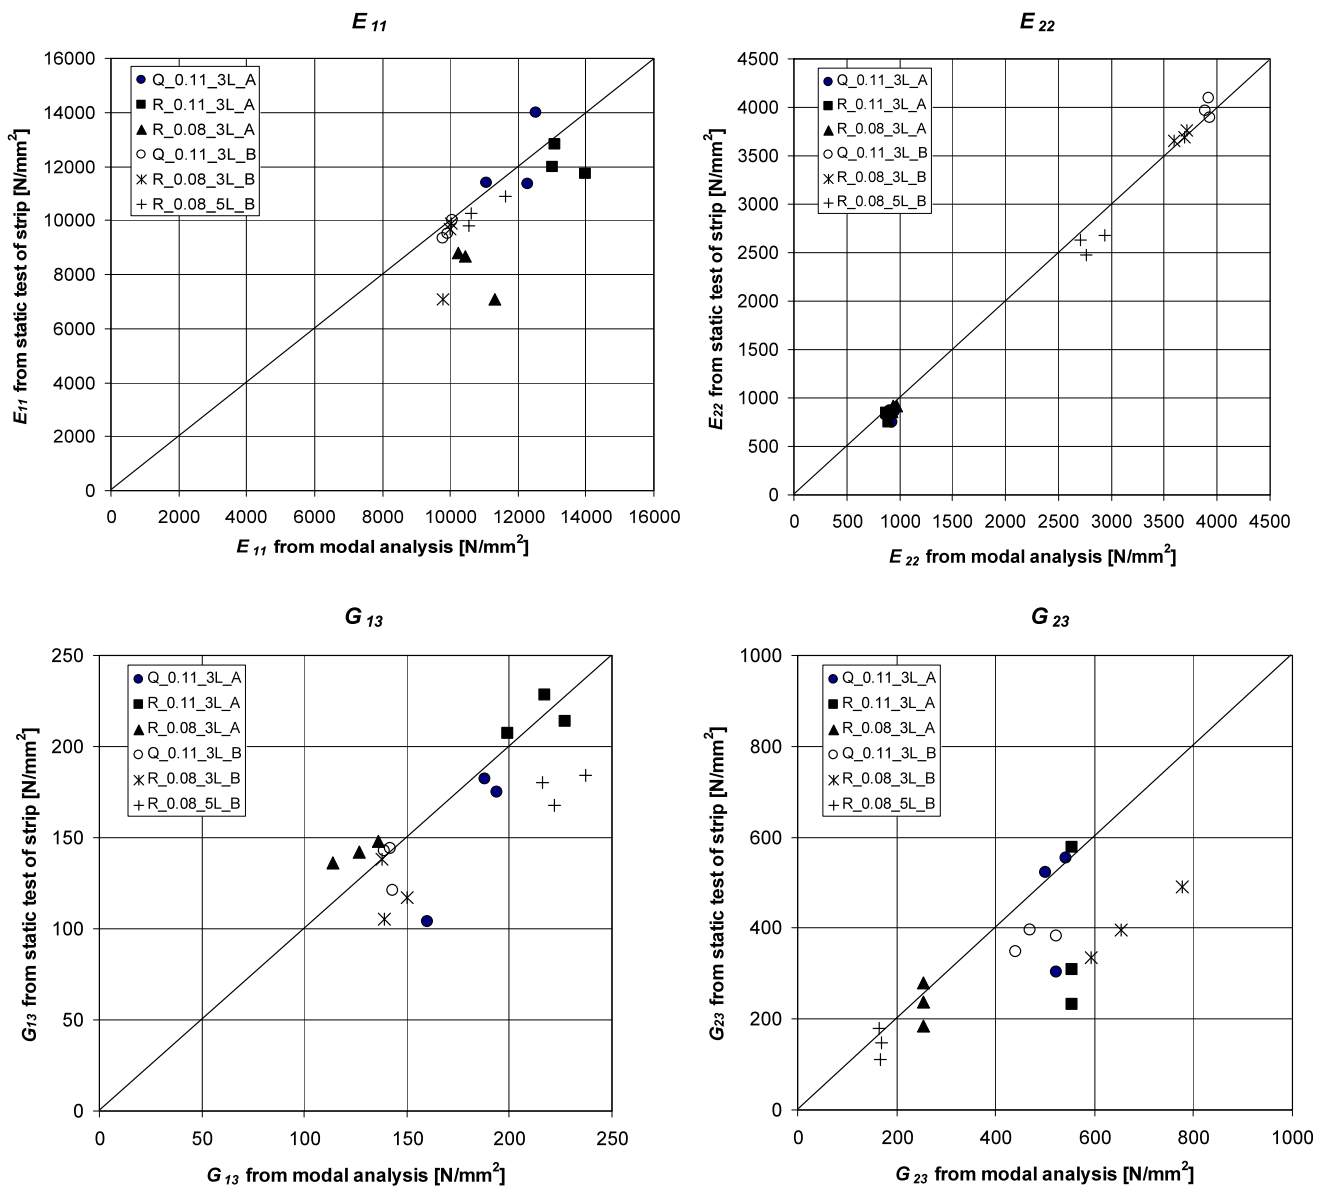 E 11
16000
14000
12000
10000
8000
6000
4000
2000
0
E11 from static test of strip [N/mm2]
Q_0.11_3L_A
R_0.11_3L_A
R_0.08_3L_A
Q_0.11_3L_B
R_0.08_3L_B
R_0.08_5L_B
0 2000 4000 6000 8000 10000 12000 14000 16000
E 11 from modal analysis [N/mm2]
E 22
4500
4000
3500
3000
2500
2000
1500
1000
500
0
E22 from static test of strip [N/mm2]
Q_0.11_3L_A
R_0.11_3L_A
R_0.08_3L_A
Q_0.11_3L_B
R_0.08_3L_B
R_0.08_5L_B
0 500 1000 1500 2000 2500 3000 3500 4000 4500
E 22 from modal analysis [N/mm2]
G 13
250
200
150
100
50
0
G13 from static test of strip [N/mm2]
Q_0.11_3L_A
R_0.11_3L_A
R_0.08_3L_A
Q_0.11_3L_B
R_0.08_3L_B
R_0.08_5L_B
0 50 100 150 200 250
G 13 from modal analysis [N/mm2]
G 23
1000
800
600
400
200
0
G23 from static test of strip [N/mm2]
Q_0.11_3L_A
R_0.11_3L_A
R_0.08_3L_A
Q_0.11_3L_B
R_0.08_3L_B
R_0.08_5L_B
0 200 400 600 800 1000
G 23 from modal analysis [N/mm2]